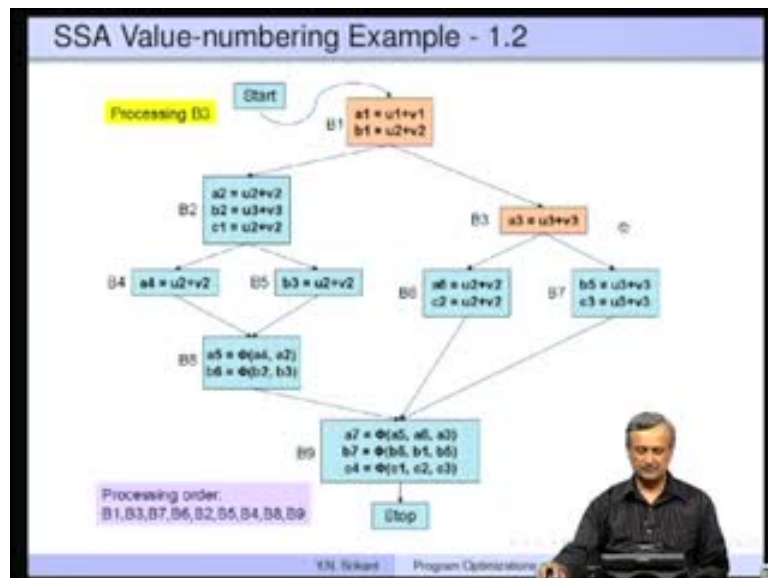 SSA Value-numbering Example - 1.2
Start
Processing B3
B1
a1 = u1+v1
b1 = u2+v2
B2
a2 = u2+v2
b2 = u3+v3
c1 = u2+v2
B3
a3 = u3+v3
B4
a4 = u2+v2
B5
b3 = u2+v2
B6
a6 = u2+v2
c2 = u2+v2
B7
b5 = u3+v3
c3 = u3+v3
B8
a5 = Φ(a4, a2)
b6 = Φ(b2, b3)
B9
a7 = Φ(a5, a6, a3)
b7 = Φ(b6, b1, b5)
c4 = Φ(c1, c2, c3)
Processing order:
B1,B3,B7,B6,B2,B5,B4,B8,B9
Stop
Y.N. Srikant
Program Optimizations